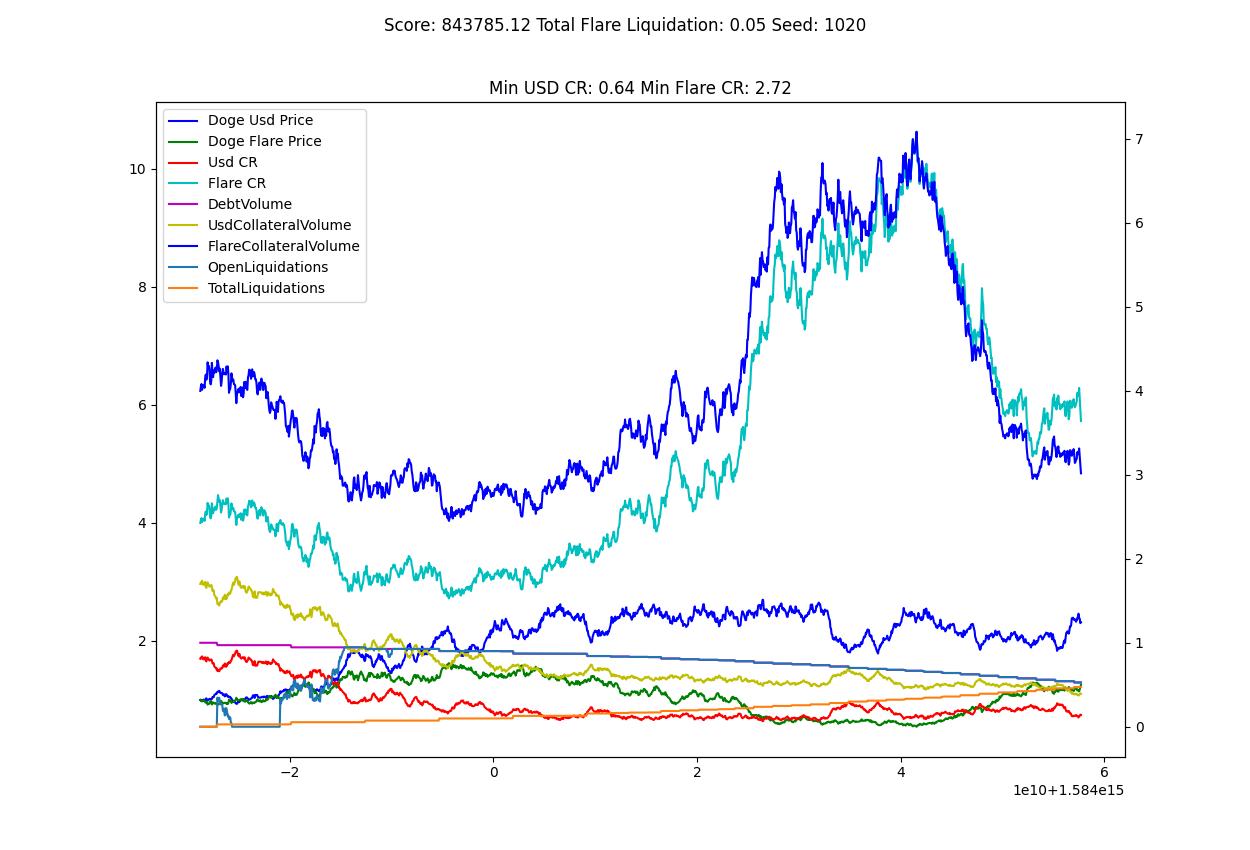 Score: 843785.12 Total Flare Liquidation: 0.05 Seed: 1020
Min USD CR: 0.64 Min Flare CR: 2.72
Doge Usd Price
Doge Flare Price
Usd CR
Flare CR
DebtVolume
UsdCollateralVolume
FlareCollateralVolume
OpenLiquidations
TotalLiquidations
10
8
6
4
2
7
6
5
4
3
2
1
0
−2
0
2
4
6
1e10+1.584e15